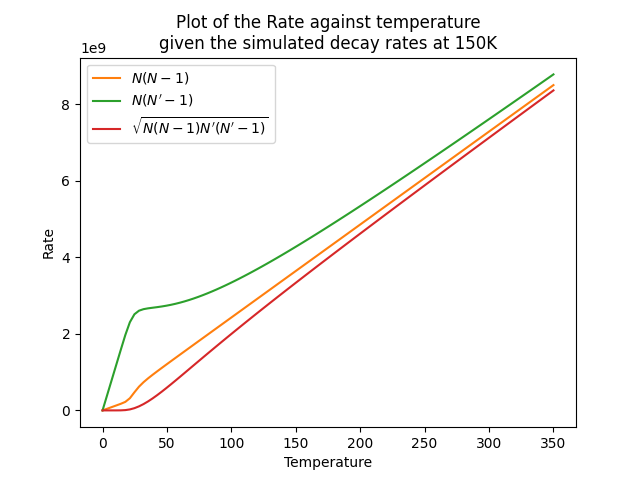 Plot of the Rate against temperature
given the simulated decay rates at 150K
1e9
N(N − 1)
N(N′ − 1)
√N(N − 1)N′(N′ − 1)
8
6
4
2
0
Rate
0 50 100 150 200 250 300 350
Temperature